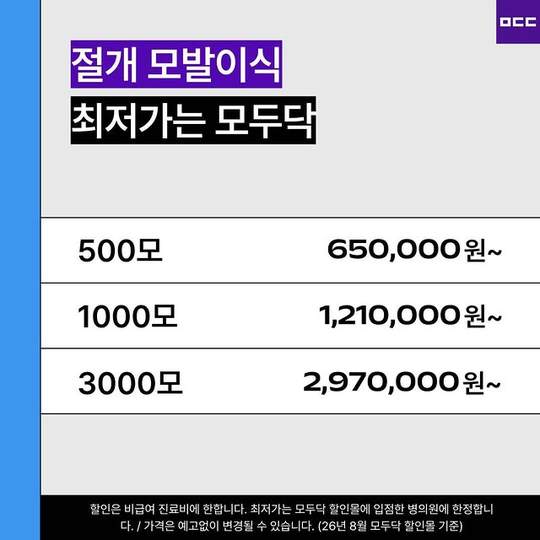 ㅁㄷㄷ
절개 모발이식
최저가는 모두닥
500모 650,000원~
1000모 1,210,000원~
3000모 2,970,000원~
할인은 비급여 진료비에 한합니다. 최저가는 모두닥 할인몰에 입점한 병의원에 한정합니
다. / 가격은 예고없이 변경될 수 있습니다. (26년 8월 모두닥 할인몰 기준)